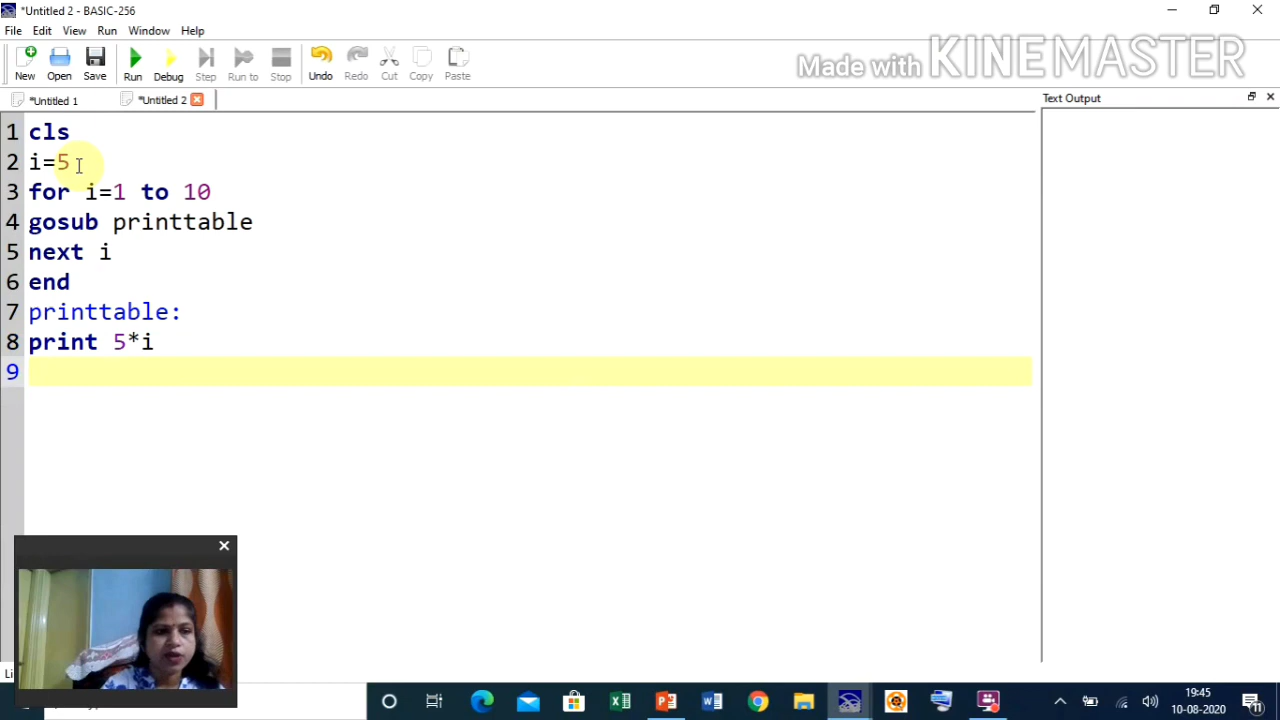 *Untitled 2 - BASIC-256
File Edit View Run Window Help
New Open Save Run Debug Step Run to Stop Undo Redo Cut Copy Paste
Made with KINEMASTER
*Untitled 1 *Untitled 2
Text Output
1 cls
2 i=5
3 for i=1 to 10
4 gosub printtable
5 next i
6 end
7 printtable:
8 print 5*i
9
19:45
10-08-2020
11